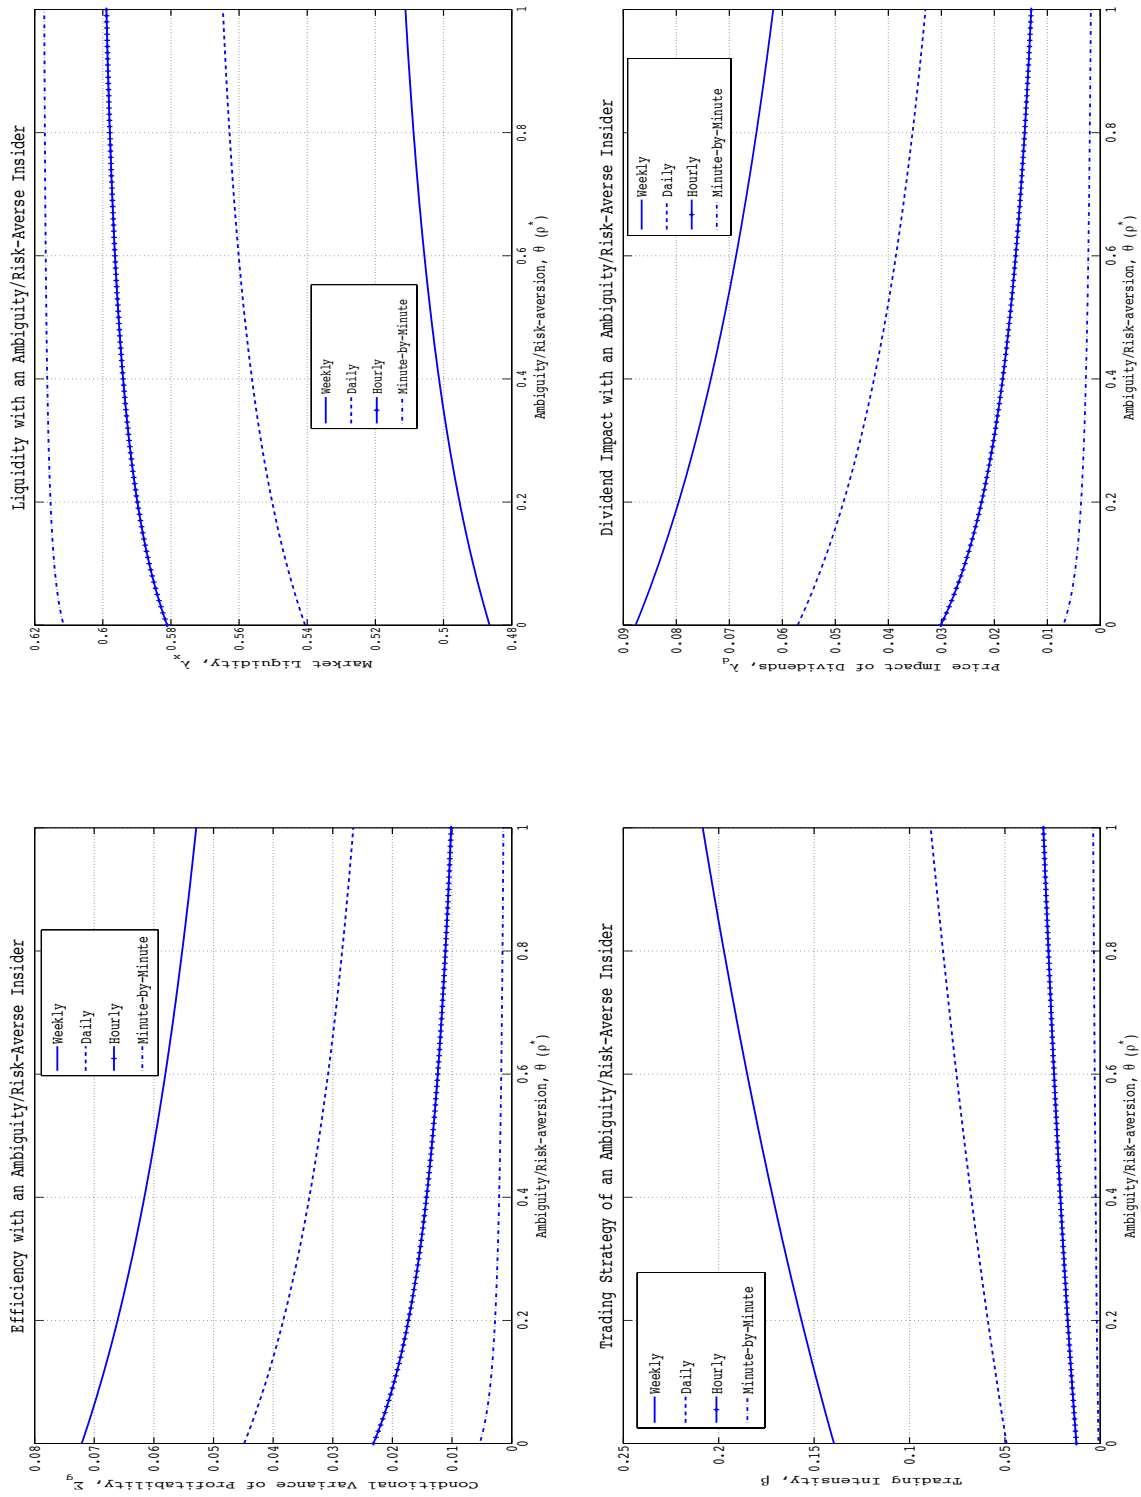 Efficiency with an Ambiguity/Risk-Averse Insider
Conditional Variance of Profitability, Σg
0.08
0.07
0.06
0.05
0.04
0.03
0.02
0.01
0
Weekly
Daily
Hourly
Minute-by-Minute
0
0.2
0.4
0.6
0.8
1
Ambiguity/Risk-aversion, θ (ρ*)
Liquidity with an Ambiguity/Risk-Averse Insider
Market Liquidity, λx
0.62
0.6
0.58
0.56
0.54
0.52
0.5
0.48
Weekly
Daily
Hourly
Minute-by-Minute
0
0.2
0.4
0.6
0.8
1
Ambiguity/Risk-aversion, θ (ρ*)
Trading Strategy of an Ambiguity/Risk-Averse Insider
Trading Intensity, β
0.25
0.2
0.15
0.1
0.05
0
Weekly
Daily
Hourly
Minute-by-Minute
0
0.2
0.4
0.6
0.8
1
Ambiguity/Risk-aversion, θ (ρ*)
Dividend Impact with an Ambiguity/Risk-Averse Insider
Price Impact of Dividends, λd
0.09
0.08
0.07
0.06
0.05
0.04
0.03
0.02
0.01
0
Weekly
Daily
Hourly
Minute-by-Minute
0
0.2
0.4
0.6
0.8
1
Ambiguity/Risk-aversion, θ (ρ*)